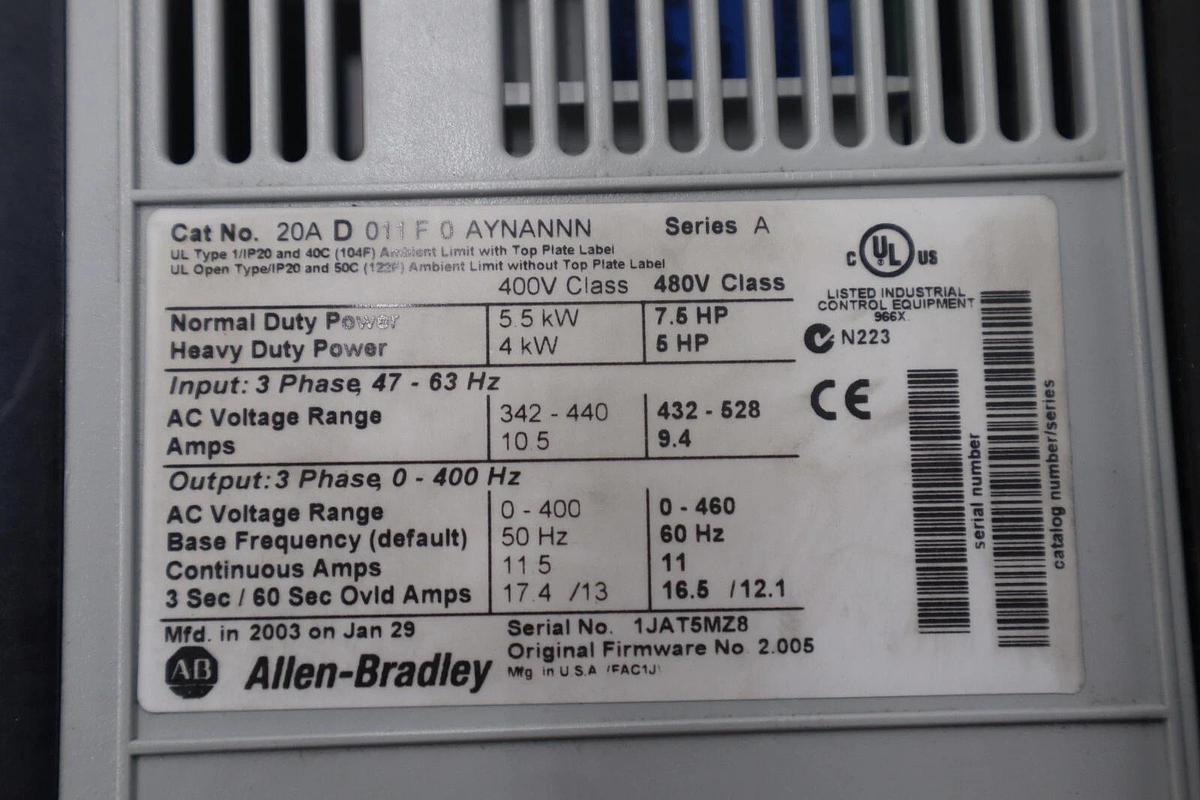 Cat No. 20A D 011 F 0 AYNANNN Series A
UL Type 1/IP20 and 40C (104F) Ambient Limit with Top Plate Label
UL Open Type/IP20 and 50C (122F) Ambient Limit without Top Plate Label
400V Class 480V Class
Normal Duty Power 5.5 kW 7.5 HP
Heavy Duty Power 4 kW 5 HP
Input: 3 Phase, 47 - 63 Hz
AC Voltage Range 342 - 440 432 - 528
Amps 10 5 9.4
Output: 3 Phase, 0 - 400 Hz
AC Voltage Range 0 - 400 0 - 460
Base Frequency (default) 50 Hz 60 Hz
Continuous Amps 11 5 11
3 Sec / 60 Sec Ovld Amps 17.4 /13 16.5 /12.1
Mfd. in 2003 on Jan 29 Serial No. 1JAT5MZ8
Original Firmware No. 2.005
AB Allen-Bradley Mfg in U.S.A (FAC1J)
C UL US
LISTED INDUSTRIAL
CONTROL EQUIPMENT
966X
N223
CE
serial number
catalog number/series